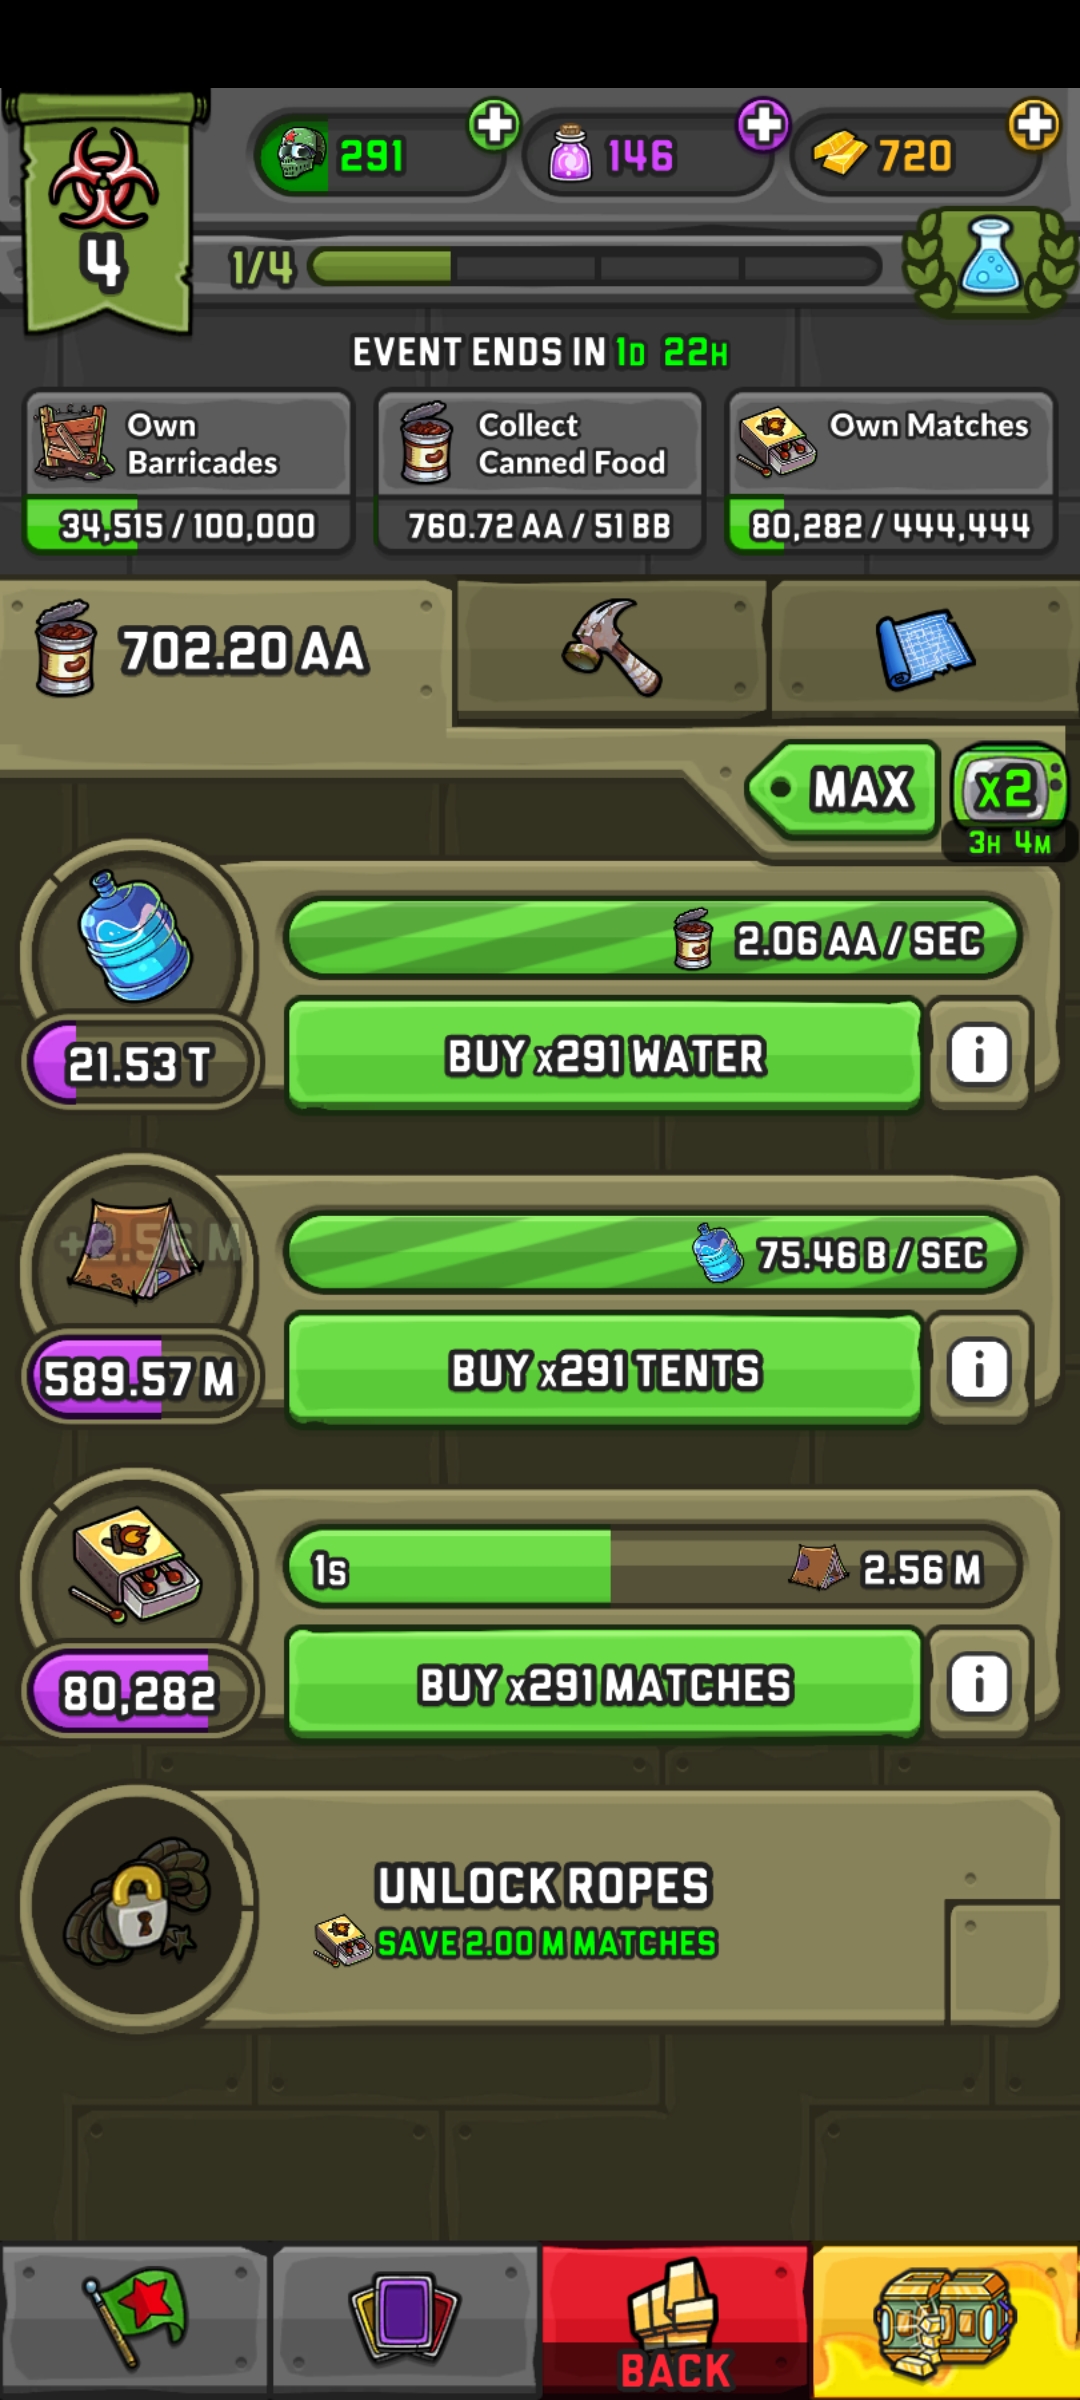 291
146
720
4
1/4
EVENT ENDS IN 1D 22H
Own Barricades
34,515 / 100,000
Collect Canned Food
760.72 AA / 51 BB
Own Matches
80,282 / 444,444
702.20 AA
MAX
x2
3H 4M
2.06 AA / SEC
21.53 T
BUY x291 WATER
i
+2.56 M
75.46 B / SEC
589.57 M
BUY x291 TENTS
i
1s
2.56 M
80,282
BUY x291 MATCHES
i
UNLOCK ROPES
SAVE 2.00 M MATCHES
BACK